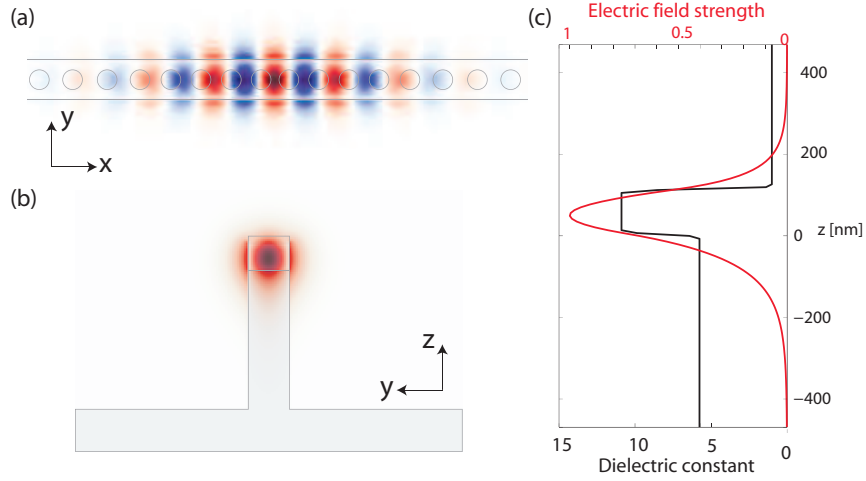 (a)
y
x
(b)
z
y
(c)
Electric field strength
1
0.5
0
400
200
0
z [nm]
−200
−400
15
10
5
0
Dielectric constant